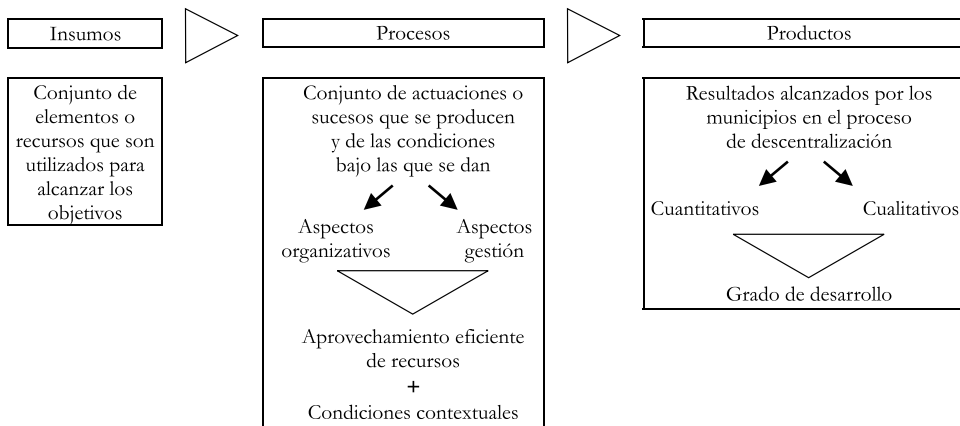 Insumos
Conjunto de
elementos o
recursos que son
utilizados para
alcanzar los
objetivos
Procesos
Conjunto de actuaciones o
sucesos que se producen
y de las condiciones
bajo las que se dan
Aspectos
organizativos
Aspectos
gestión
Aprovechamiento eficiente
de recursos
+
Condiciones contextuales
Productos
Resultados alcanzados por los
municipios en el proceso
de descentralización
Cuantitativos
Cualitativos
Grado de desarrollo